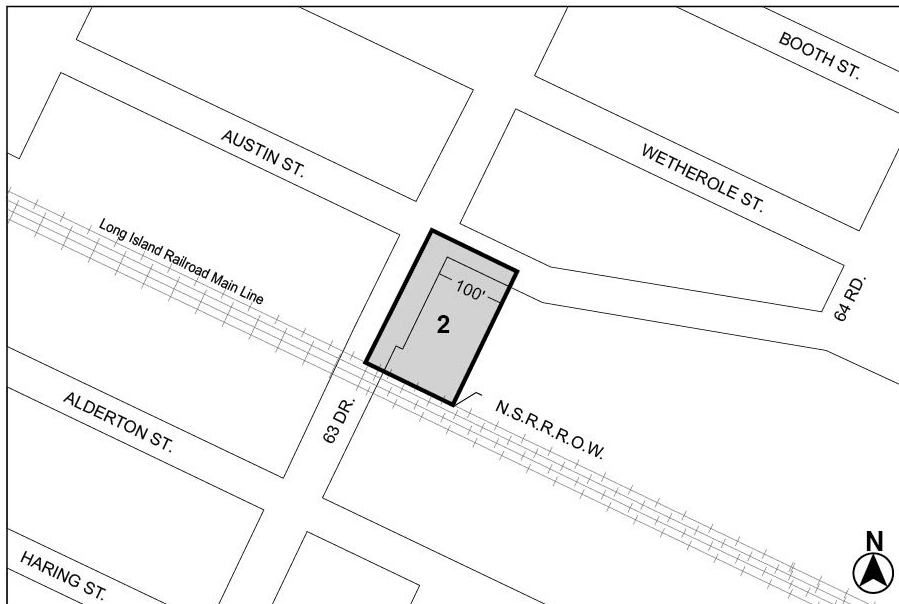 BOOTH ST.
AUSTIN ST.
WETHEROLE ST.
Long Island Railroad Main Line
64 RD.
100'
2
N.S.R.R.R.O.W.
63 DR.
ALDERTON ST.
HARING ST.
N